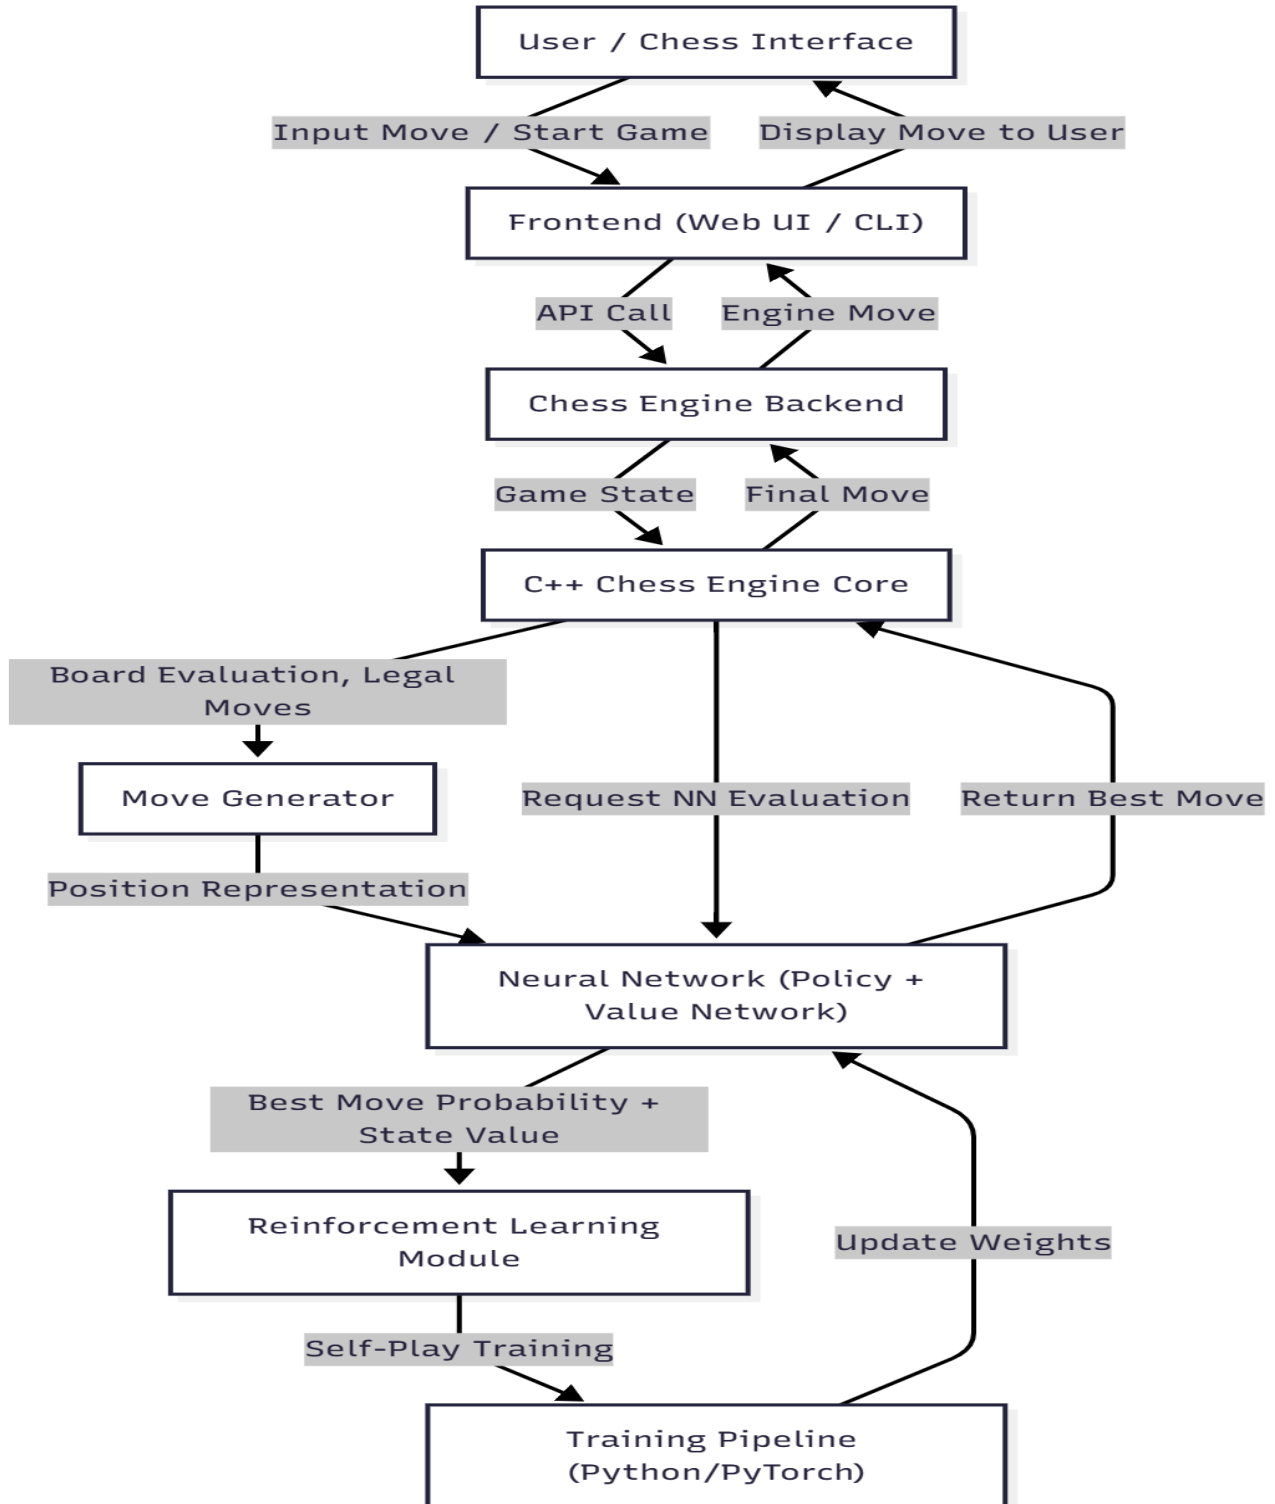 User / Chess Interface
Input Move / Start Game
Display Move to User
Frontend (Web UI / CLI)
API Call
Engine Move
Chess Engine Backend
Game State
Final Move
C++ Chess Engine Core
Board Evaluation, Legal
Moves
Move Generator
Request NN Evaluation
Return Best Move
Position Representation
Neural Network (Policy +
Value Network)
Best Move Probability +
State Value
Reinforcement Learning
Module
Update Weights
Self-Play Training
Training Pipeline
(Python/PyTorch)